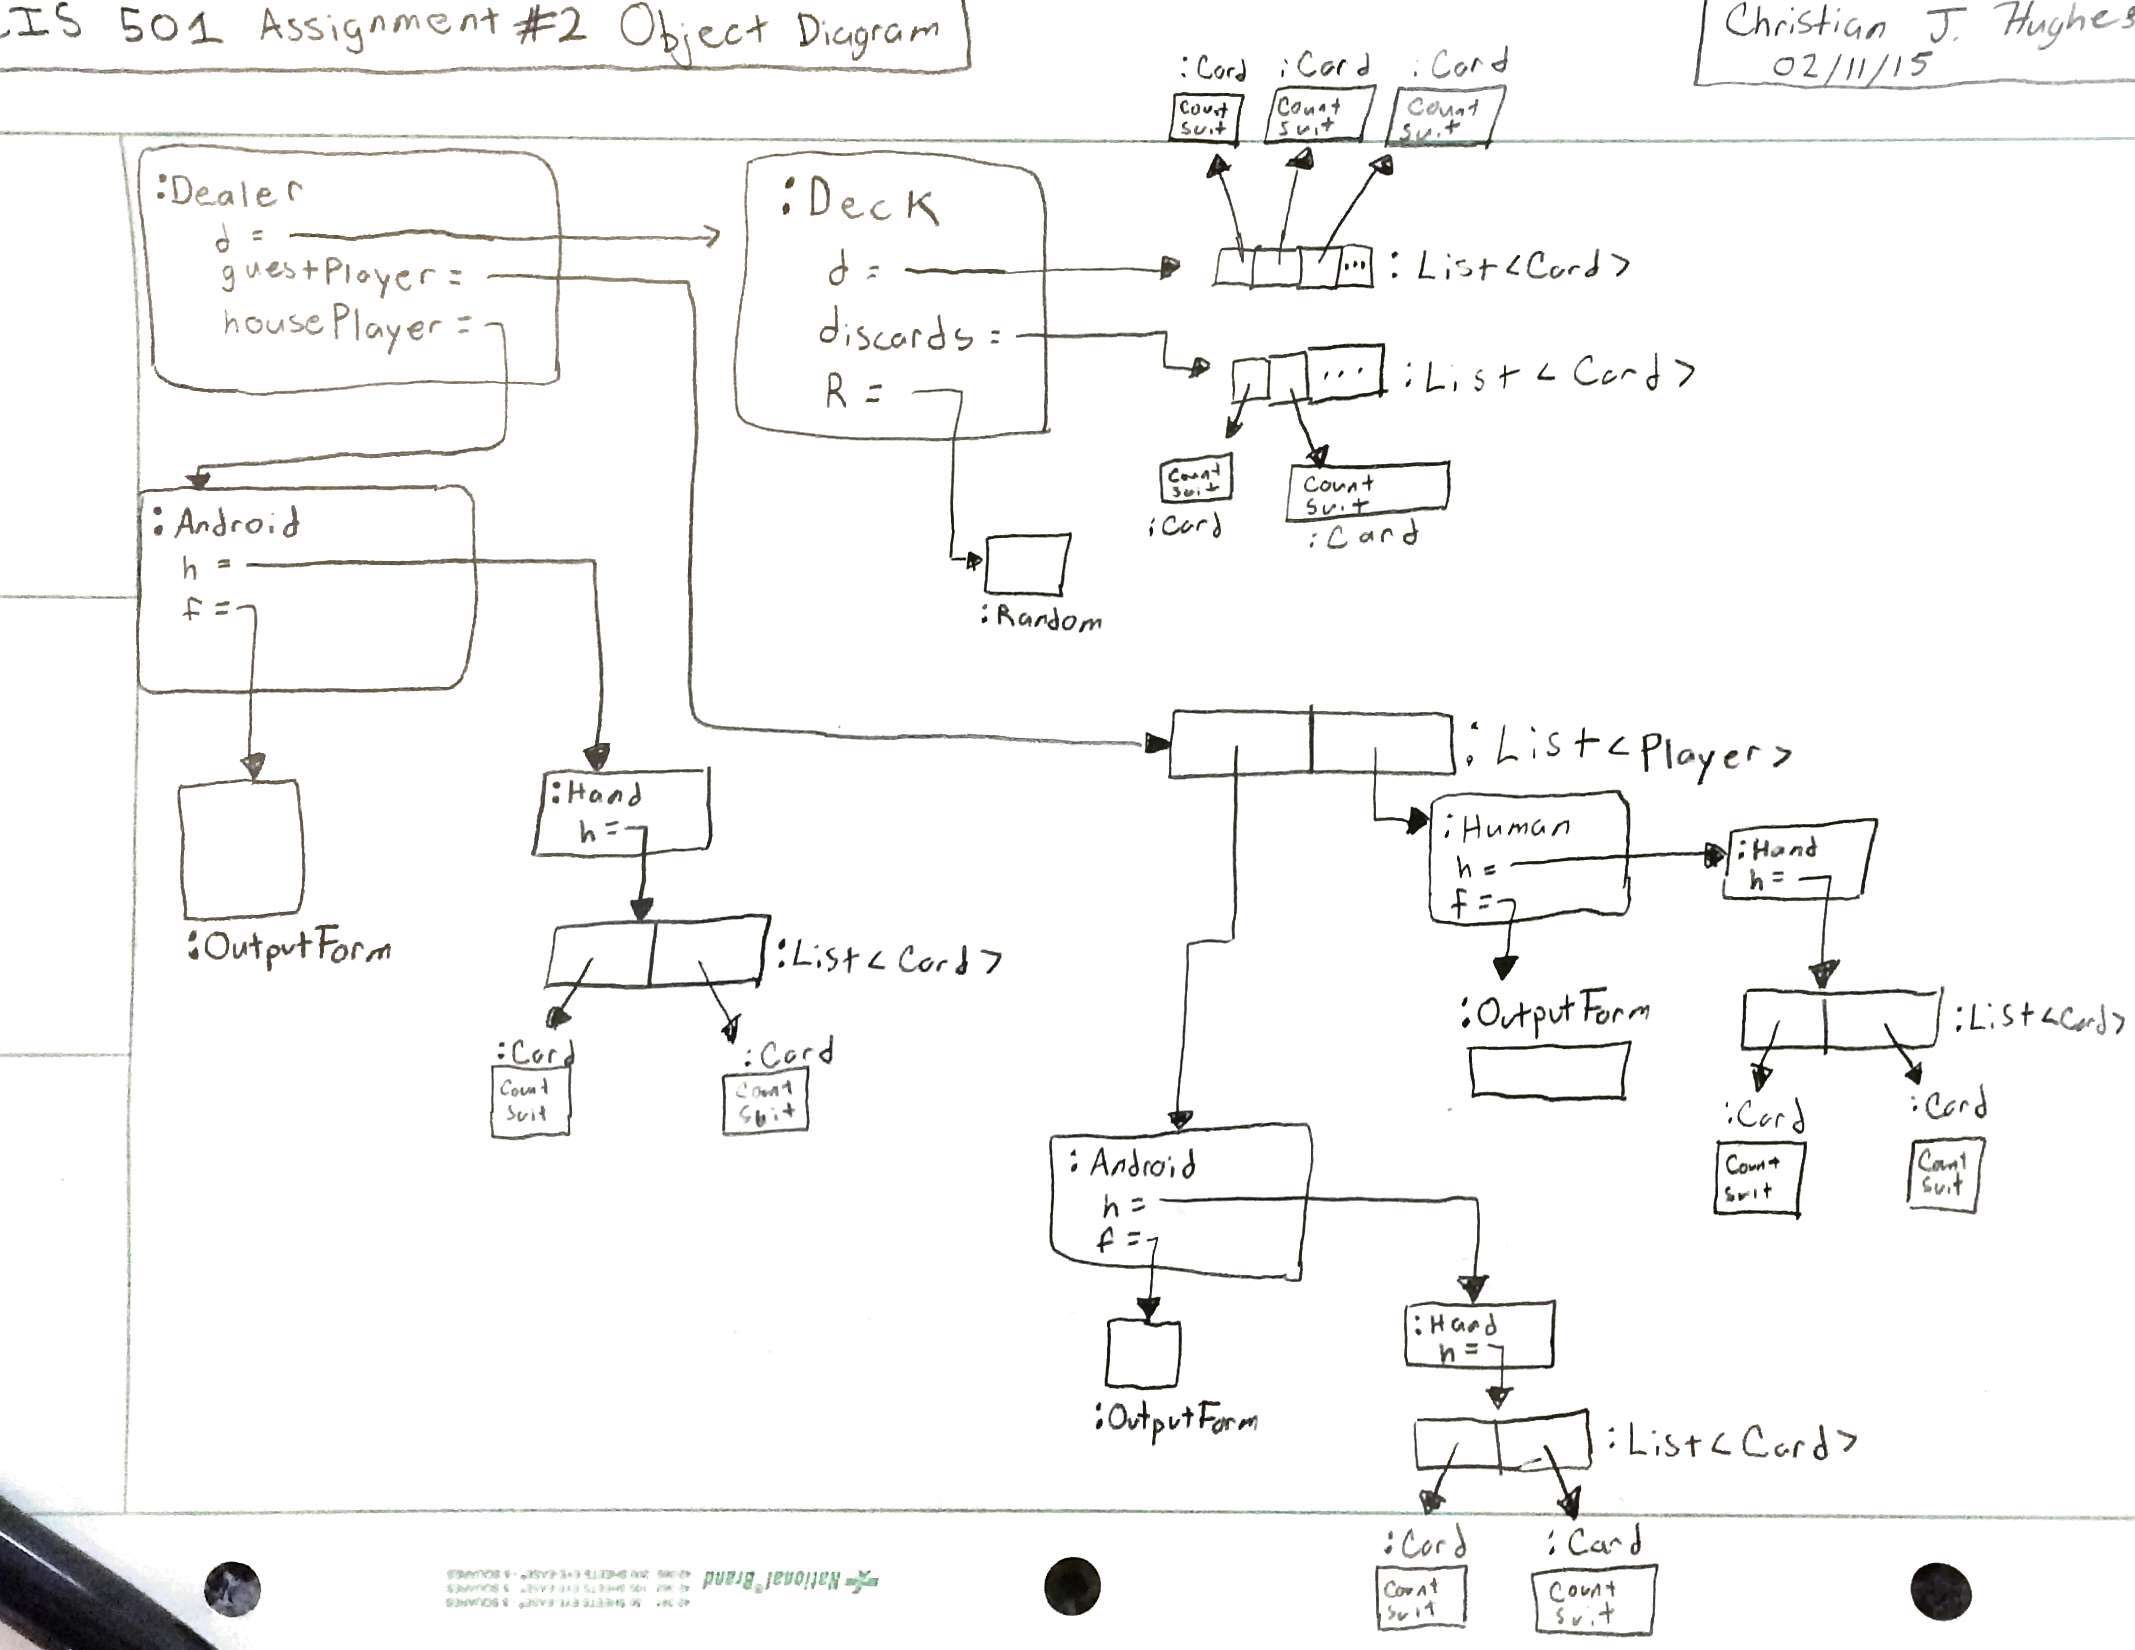 CIS 501 Assignment #2 Object Diagram
Christian J. Hughes
02/11/15
:Card :Card :Card
Count Count Count
Suit Suit Suit
:Dealer
d =
guestPlayer =
housePlayer =
:Deck
d =
discards =
R =
:List<Card>
... :List<Card>
Count
Suit
:Card
Count
Suit
:Card
:Random
:Android
h =
f =
:OutputForm
:Hand
h =
:List<Card>
:Card :Card
Count Count
Suit Suit
:List<Player>
:Human
h =
f =
:Hand
h =
:OutputForm
:List<Card>
:Card :Card
Count Count
Suit Suit
:Android
h =
f =
:OutputForm
:Hand
h =
:List<Card>
:Card :Card
Count Count
Suit Suit
National Brand